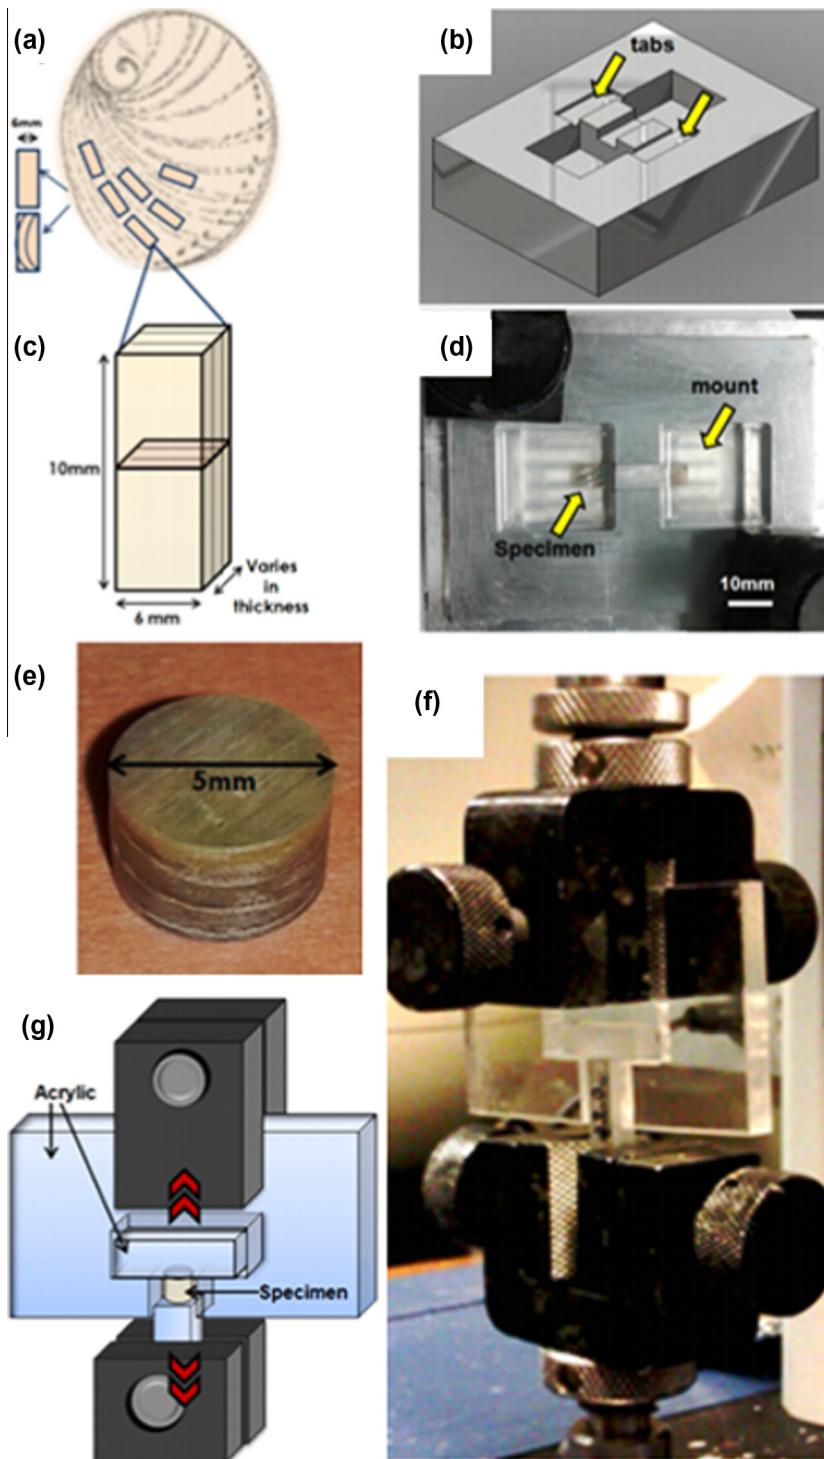 (a)
6mm
(b)
tabs
(c)
10mm
6 mm
Varies
in
thickness
(d)
mount
Specimen
10mm
(e)
5mm
(f)
(g)
Acrylic
Specimen